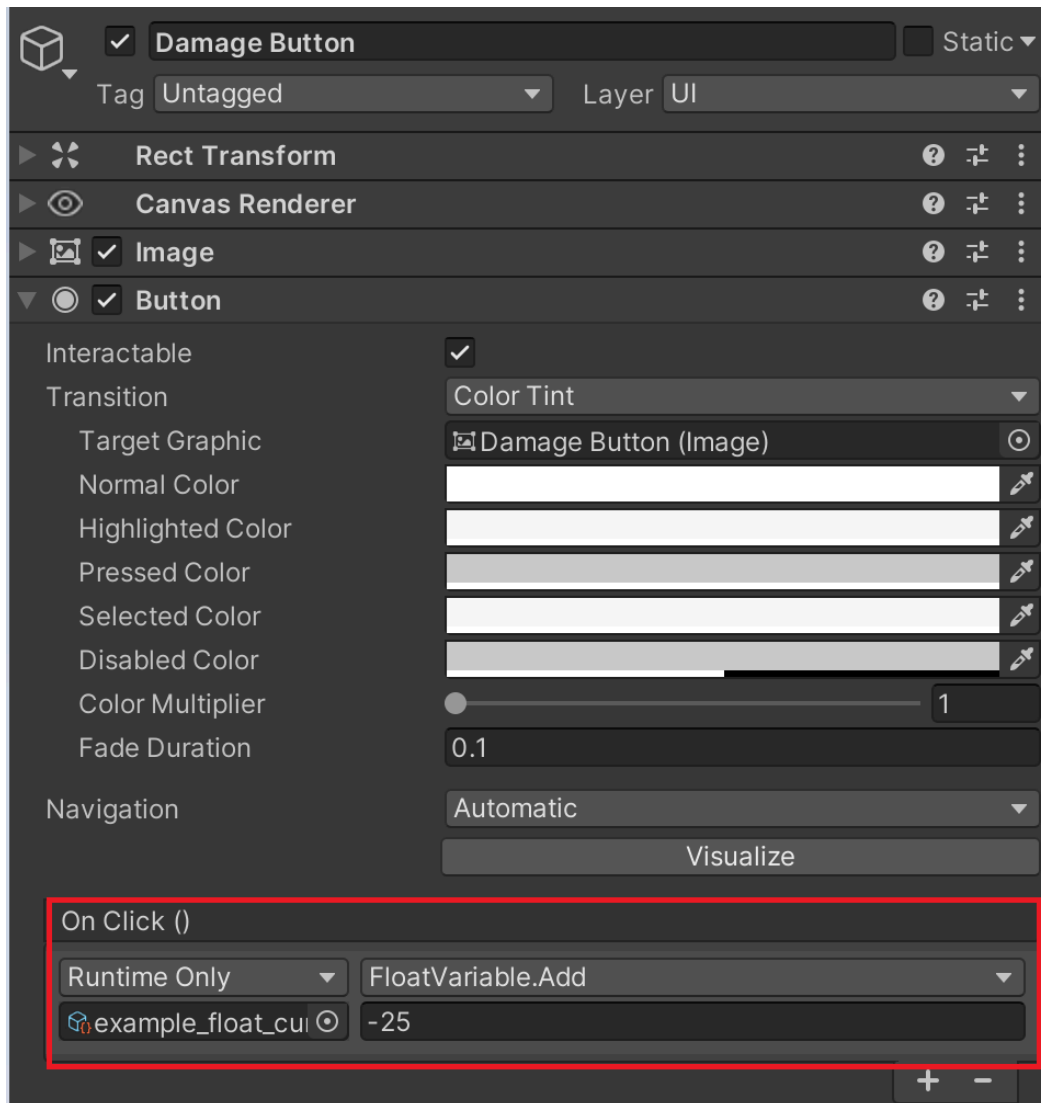 Damage Button Static
Tag Untagged Layer UI
Rect Transform
Canvas Renderer
Image
Button
Interactable
Transition Color Tint
Target Graphic Damage Button (Image)
Normal Color
Highlighted Color
Pressed Color
Selected Color
Disabled Color
Color Multiplier 1
Fade Duration 0.1
Navigation Automatic
Visualize
On Click ()
Runtime Only FloatVariable.Add
-25